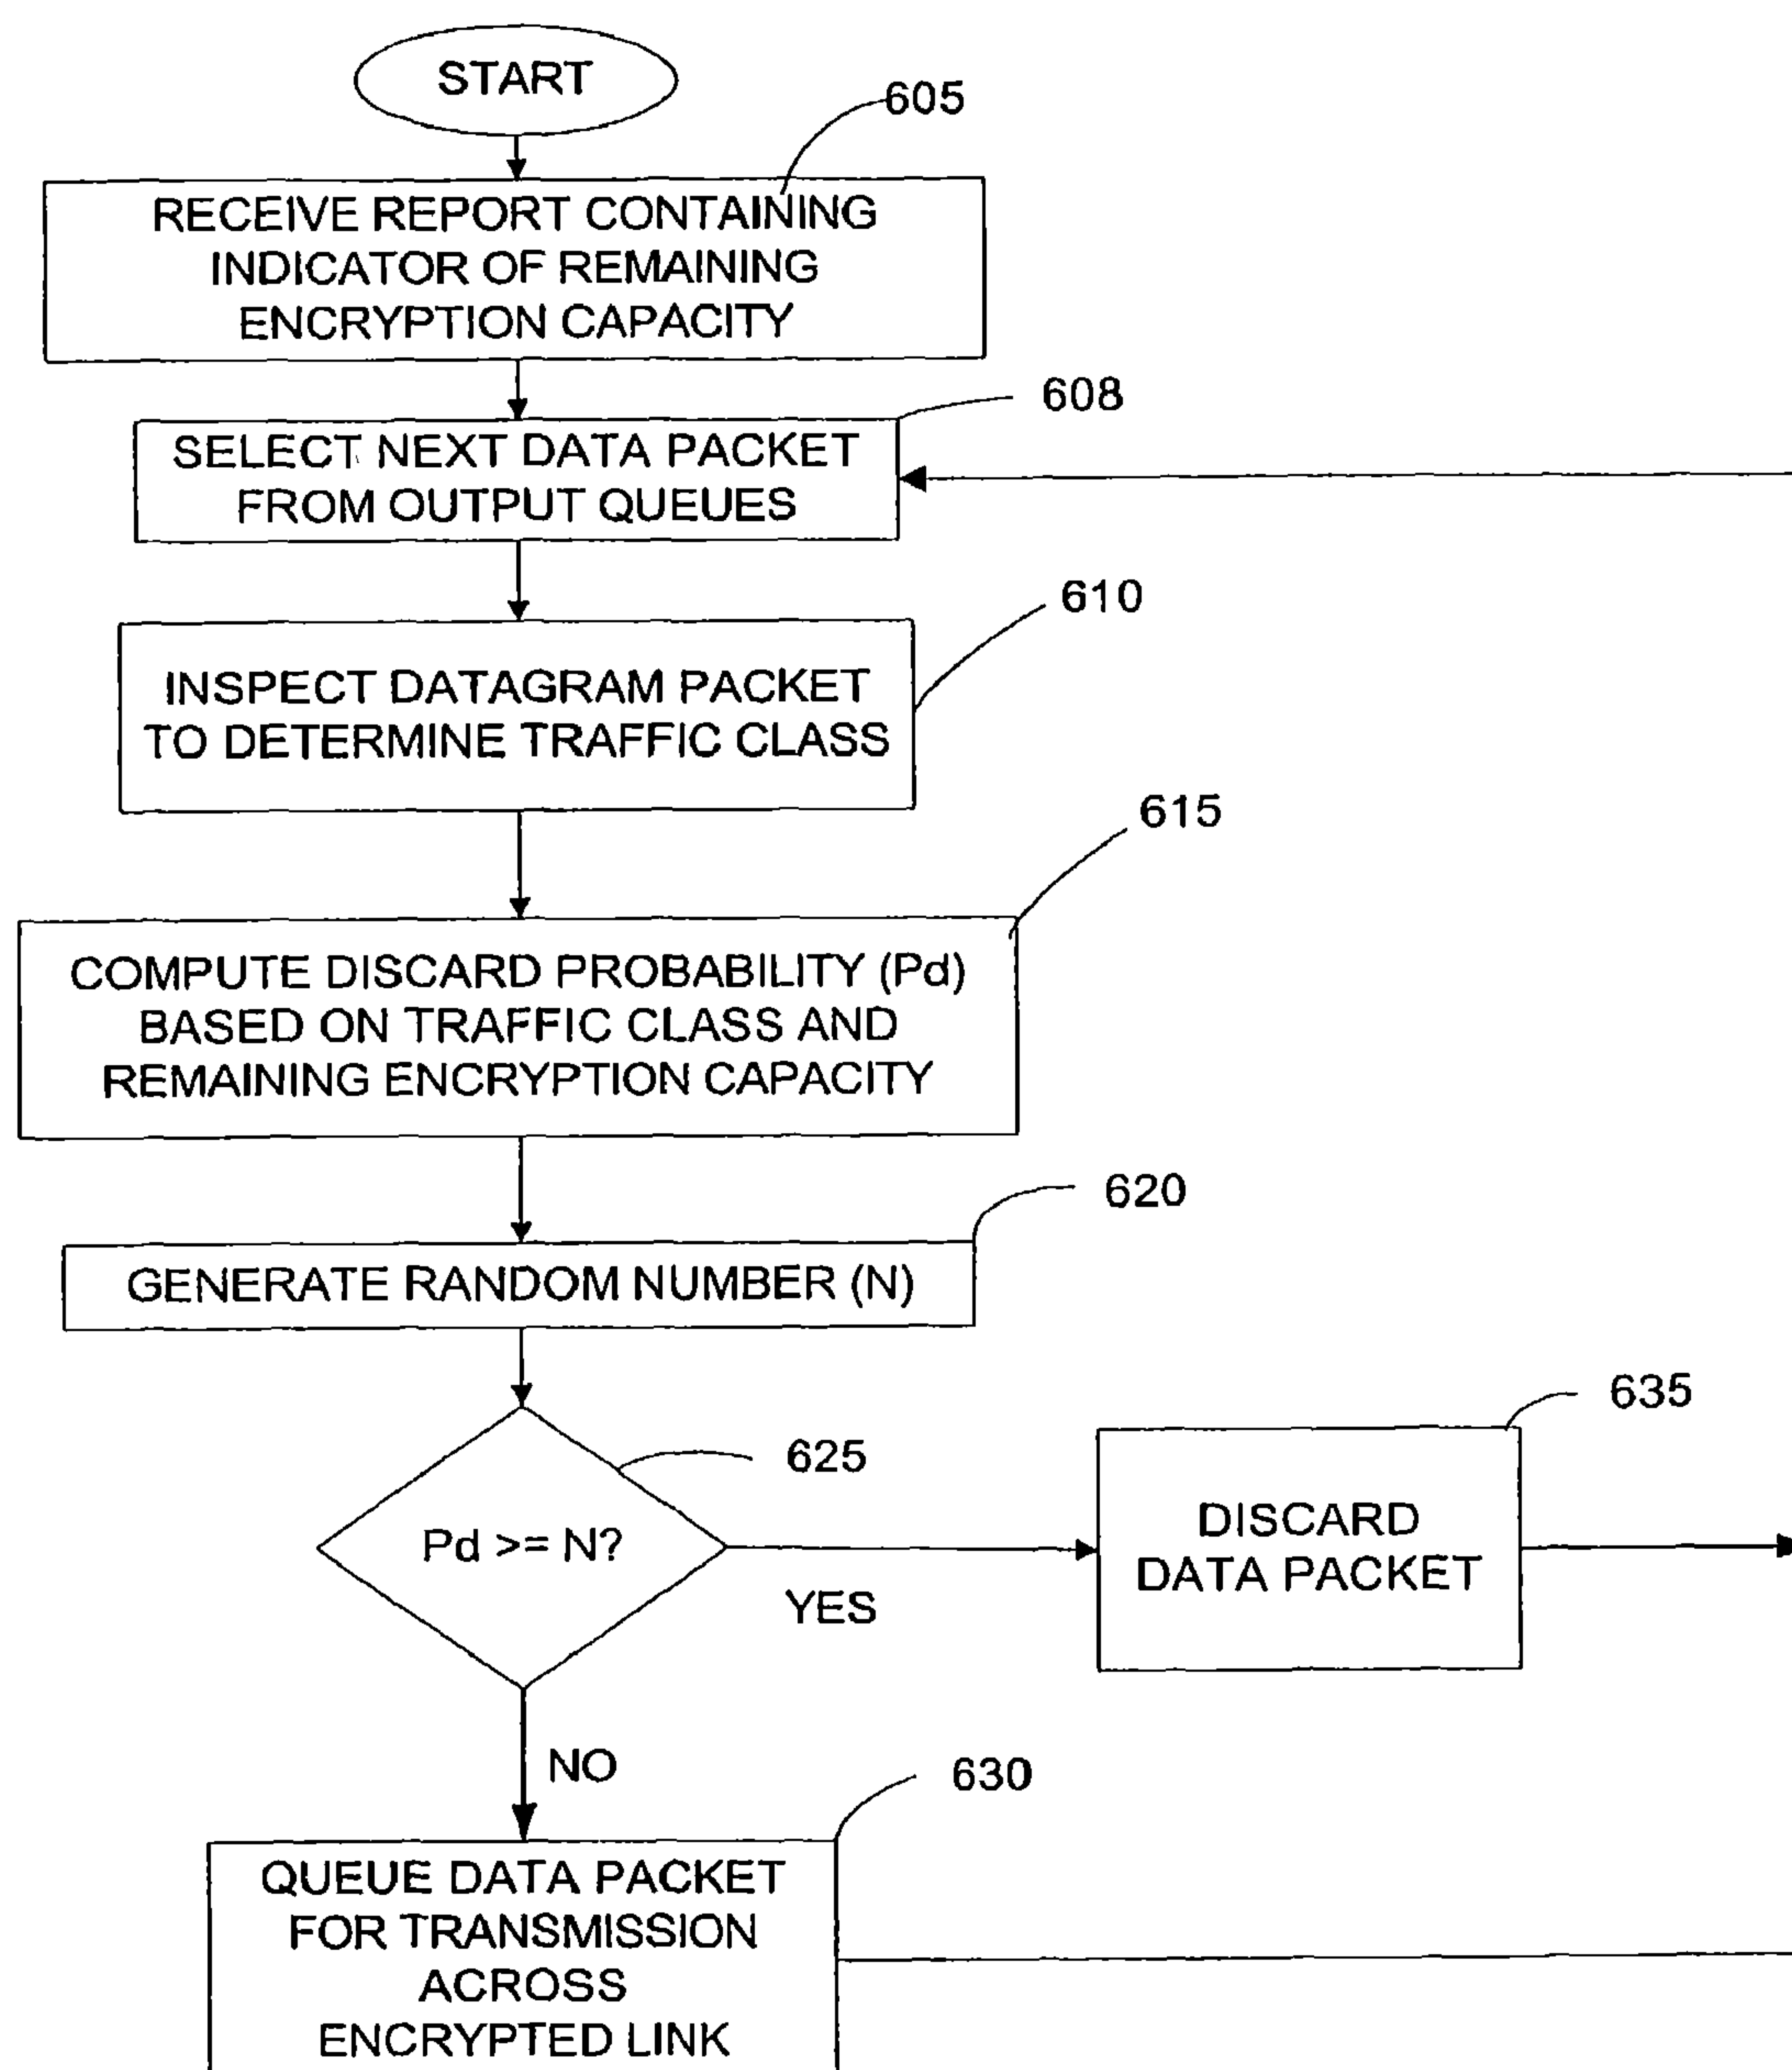 START
605
RECEIVE REPORT CONTAINING
INDICATOR OF REMAINING
ENCRYPTION CAPACITY
608
SELECT NEXT DATA PACKET
FROM OUTPUT QUEUES
610
INSPECT DATAGRAM PACKET
TO DETERMINE TRAFFIC CLASS
615
COMPUTE DISCARD PROBABILITY (Pd)
BASED ON TRAFFIC CLASS AND
REMAINING ENCRYPTION CAPACITY
620
GENERATE RANDOM NUMBER (N)
625
Pd >= N?
YES
635
DISCARD
DATA PACKET
NO
630
QUEUE DATA PACKET
FOR TRANSMISSION
ACROSS
ENCRYPTED LINK